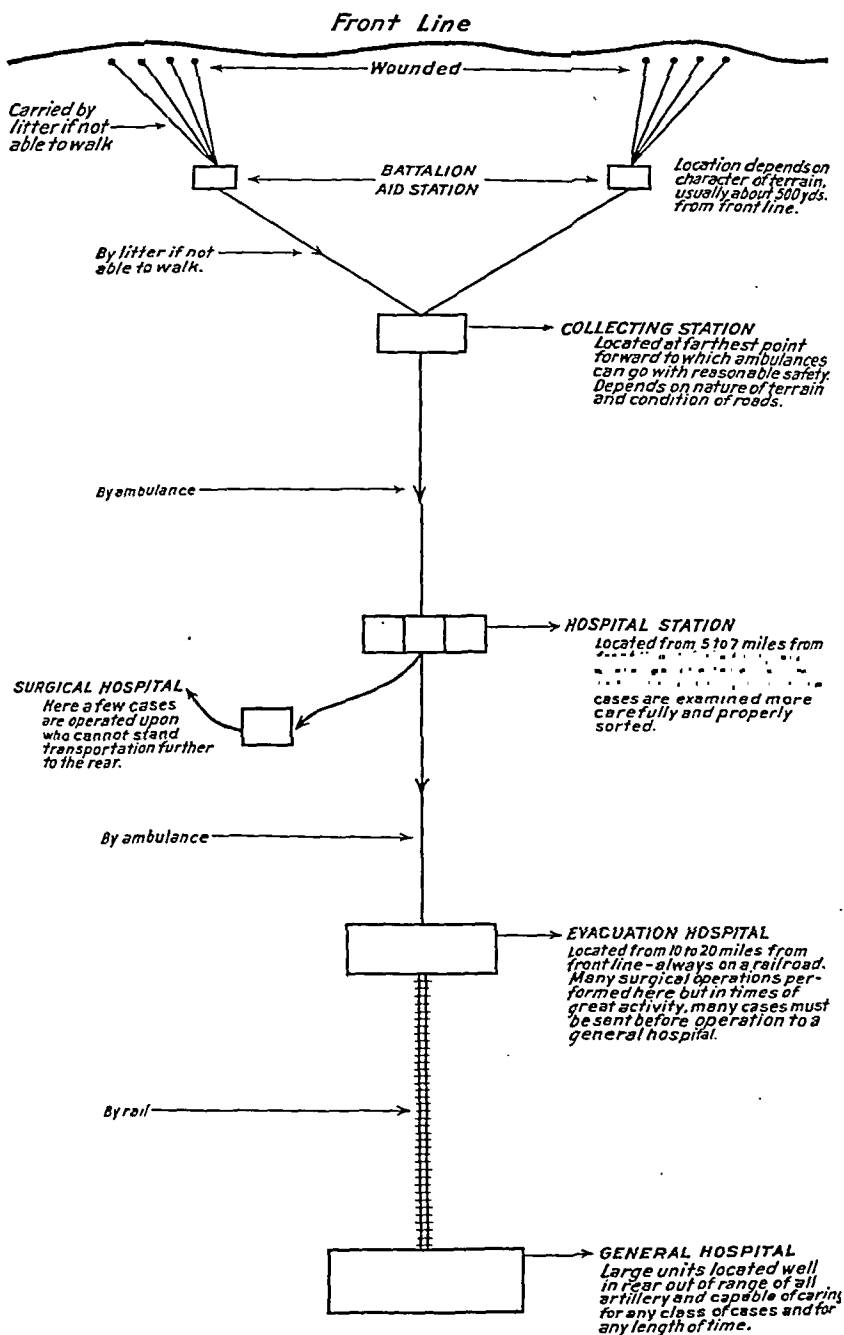 Front Line
Wounded
Carried by
litter if not
able to walk
BATTALION
AID STATION
Location depends on
character of terrain,
usually about 500 yds.
from front line.
By litter if not
able to walk.
COLLECTING STATION
Located at farthest point
forward to which ambulances
can go with reasonable safety.
Depends on nature of terrain
and condition of roads.
By ambulance
HOSPITAL STATION
Located from 5 to 7 miles from
cases are examined more
carefully and properly
sorted.
SURGICAL HOSPITAL
Here a few cases
are operated upon
who cannot stand
transportation further
to the rear.
By ambulance
EVACUATION HOSPITAL
Located from 10 to 20 miles from
front line-always on a railroad.
Many surgical operations per-
formed here but in times of
great activity, many cases must
be sent before operation to a
general hospital.
By rail
GENERAL HOSPITAL
Large units located well
in rear out of range of all
artillery and capable of caring
for any class of cases and for
any length of time.